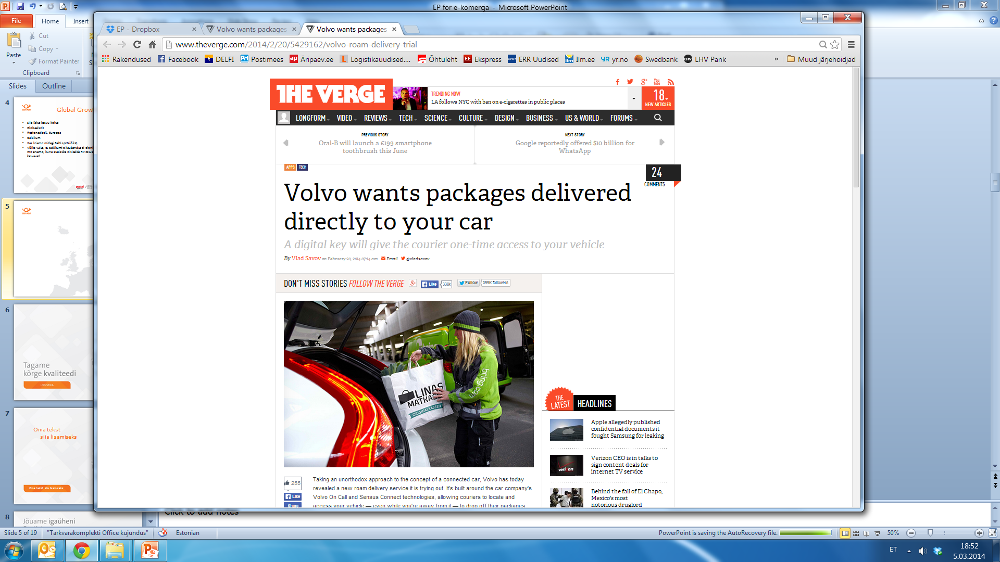 EP for e-komercja - Microsoft PowerPoint
File
Home
Insert
Paste
Cut
Copy
Format Painter
Clipboard
Slides
Outline
4
Global Growt
Siia fakte kasvu kohta
Globaalselt
Regionaalselt, Euroopa
Baltikum
Kas leiame midagi Balti spetsiifilist,
kasvavad
5
6
Tagame
kõrge kvaliteedi
LOGISTIKA
7
Oma tekst
siia lisamiseks
Oma tekst siia lisamiseks
8
Jõuame igaüheni
EP - Dropbox
Volvo wants packages
Volvo wants packages
www.theverge.com/2014/2/20/5429162/volvo-roam-delivery-trial
Rakendused
Facebook
DELFI
Postimees
Äripaev.ee
Logistikauudised....
Õhtuleht
Ekspress
ERR Uudised
Ilm.ee
yr.no
Swedbank
LHV Pank
»
Muud järjehoidjad
THE VERGE
TRENDING NOW
LA follows NYC with ban on e-cigarettes in public places
18
NEW ARTICLES
LONGFORM
VIDEO
REVIEWS
TECH
SCIENCE
CULTURE
DESIGN
BUSINESS
US & WORLD
FORUMS
PREVIOUS STORY
Oral-B will launch a £199 smartphone
toothbrush this June
NEXT STORY
Google reportedly offered $10 billion for
WhatsApp
APPS TECH
24
COMMENTS
Volvo wants packages delivered
directly to your car
A digital key will give the courier one-time access to your vehicle
By Vlad Savov on February 20, 2014 07:14 am Email @vladsavov
DON'T MISS STORIES FOLLOW THE VERGE
Like 338k
Follow 399K followers
LINAS
MATKASSE
ORIGINALKASSEN
bring.com
THE
LATEST
HEADLINES
Apple allegedly published
confidential documents it
fought Samsung for leaking
Verizon CEO is in talks to
sign content deals for
internet TV service
Behind the fall of El Chapo,
Mexico's most
notorious druglord
255
Like
Share
Taking an unorthodox approach to the concept of a connected car, Volvo has today
revealed a new roam delivery service it is trying out. It's built around the car company's
Volvo On Call and Sensus Connect technologies, allowing couriers to locate and
access your vehicle — even while you're away from it — to drop off their packages
Click to add notes
Slide 5 of 19
"Tarkvarakomplekti Office kujundus"
Estonian
PowerPoint is saving the AutoRecovery file.
50%
ET
18:52
5.03.2014